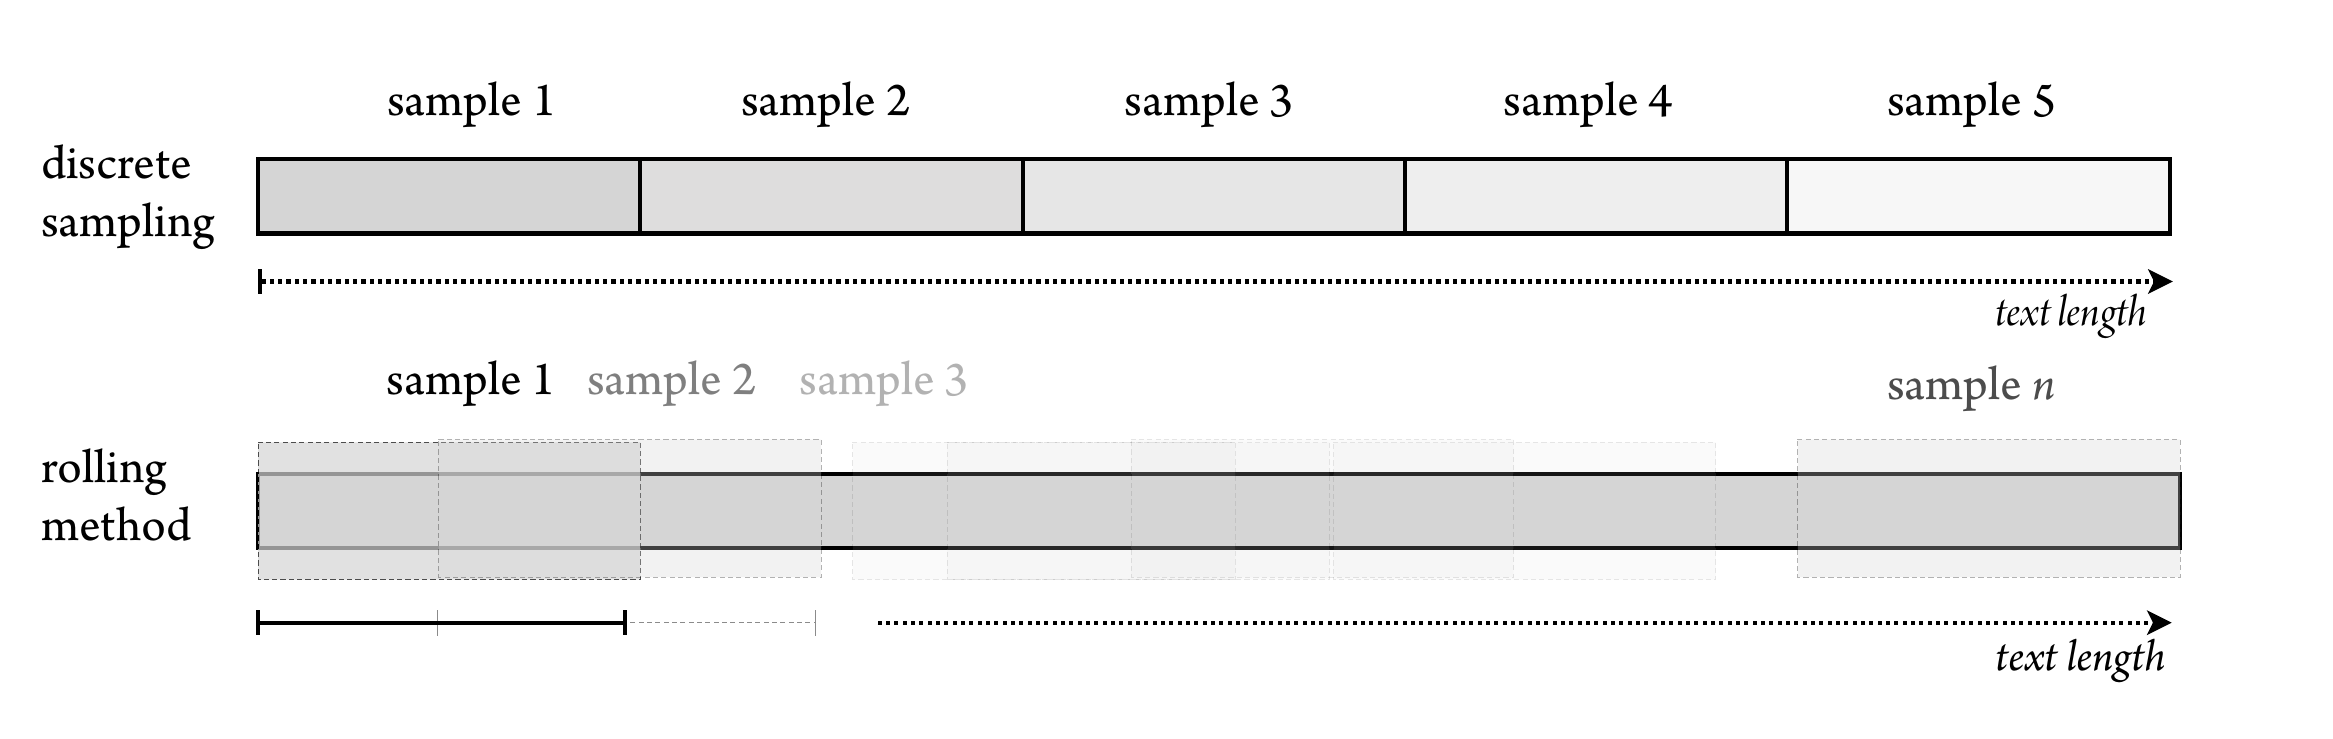 sample 1 sample 2 sample 3 sample 4 sample 5
discrete
sampling
text length
sample 1 sample 2 sample 3 sample n
rolling
method
text length